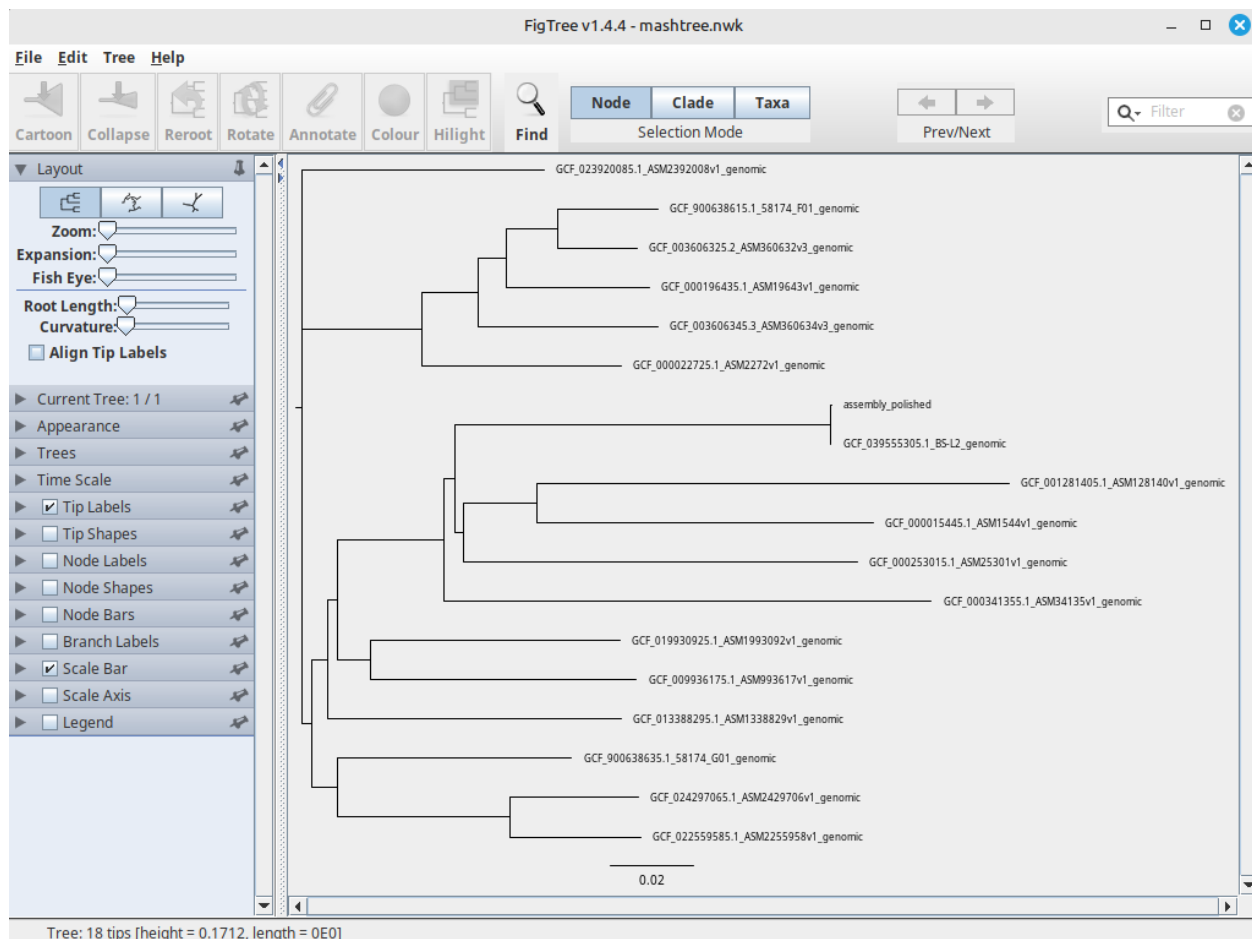 FigTree v1.4.4 - mashtree.nwk
File Edit Tree Help
Cartoon Collapse Reroot Rotate Annotate Colour Hilight Find
Node Clade Taxa
Selection Mode
Prev/Next
Filter
Layout
Zoom:
Expansion:
Fish Eye:
Root Length:
Curvature:
Align Tip Labels
Current Tree: 1 / 1
Appearance
Trees
Time Scale
Tip Labels
Tip Shapes
Node Labels
Node Shapes
Node Bars
Branch Labels
Scale Bar
Scale Axis
Legend
GCF_023920085.1_ASM2392008v1_genomic
GCF_900638615.1_58174_F01_genomic
GCF_003606325.2_ASM360632v3_genomic
GCF_000196435.1_ASM19643v1_genomic
GCF_003606345.3_ASM360634v3_genomic
GCF_000022725.1_ASM2272v1_genomic
assembly_polished
GCF_039555305.1_BS-L2_genomic
GCF_001281405.1_ASM128140v1_genomic
GCF_000015445.1_ASM1544v1_genomic
GCF_000253015.1_ASM25301v1_genomic
GCF_000341355.1_ASM34135v1_genomic
GCF_019930925.1_ASM1993092v1_genomic
GCF_009936175.1_ASM993617v1_genomic
GCF_013388295.1_ASM1338829v1_genomic
GCF_900638635.1_58174_G01_genomic
GCF_024297065.1_ASM2429706v1_genomic
GCF_022559585.1_ASM2255958v1_genomic
0.02
Tree: 18 tips [height = 0.1712, length = 0E0]